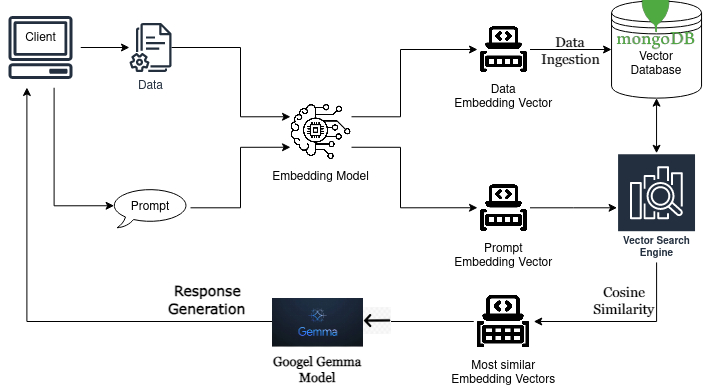 Client
Data
Prompt
Embedding Model
Data
Embedding Vector
Data
Ingestion
mongoDB
Vector
Database
Prompt
Embedding Vector
Vector Search
Engine
Cosine
Similarity
Most similar
Embedding Vectors
Gemma
Googel Gemma
Model
Response
Generation